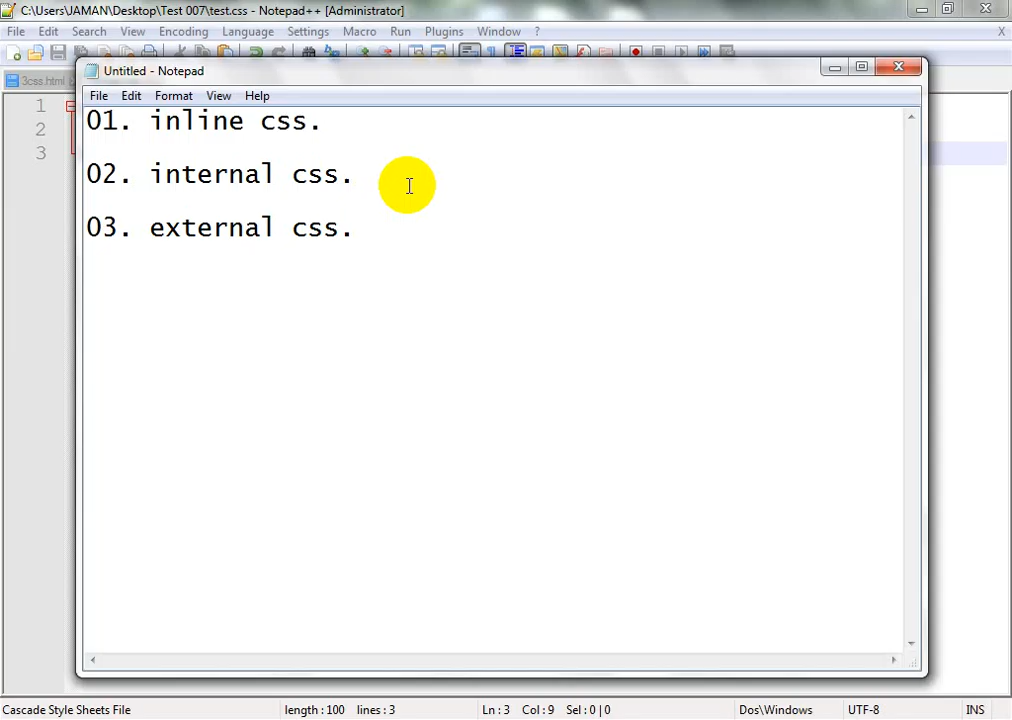 C:\Users\JAMAN\Desktop\Test 007\test.css - Notepad++ [Administrator]
File Edit Search View Encoding Language Settings Macro Run Plugins Window ? X
Untitled - Notepad
3css.html
File Edit Format View Help
1
2
3
01. inline css.
02. internal css.
03. external css.
Cascade Style Sheets File length : 100 lines : 3 Ln : 3 Col : 9 Sel : 0 | 0 Dos\Windows UTF-8 INS